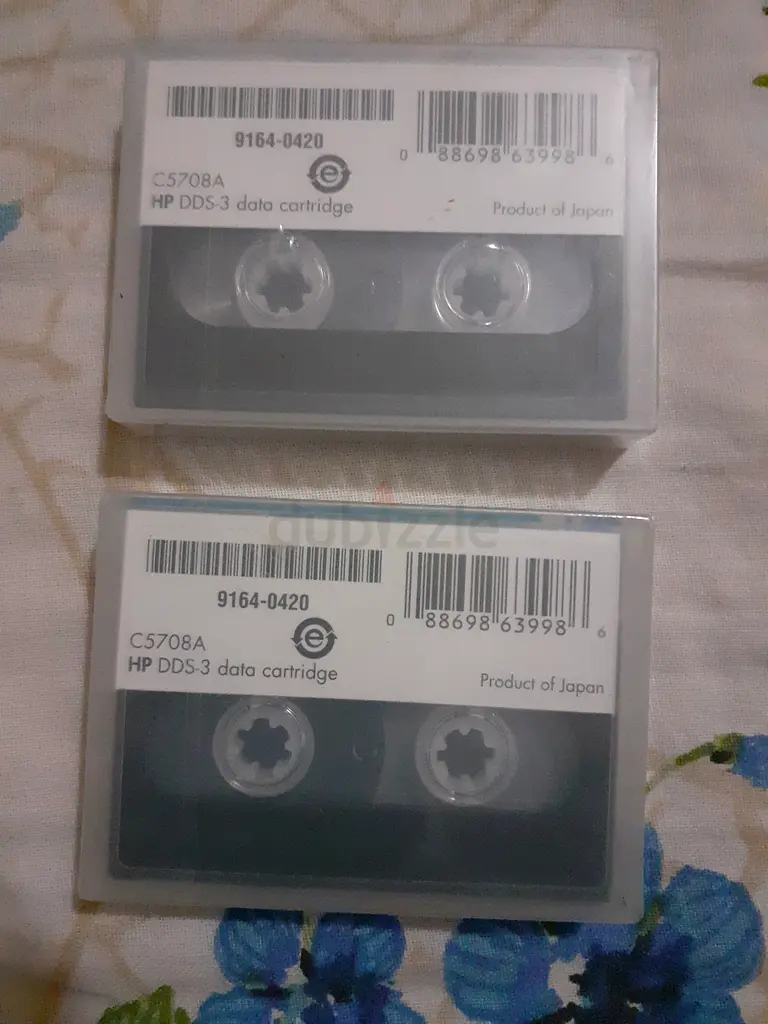 9164-0420
0 88698 63998 6
C5708A
HP DDS-3 data cartridge
Product of Japan
dubizzle
9164-0420
0 88698 63998 6
C5708A
HP DDS-3 data cartridge
Product of Japan